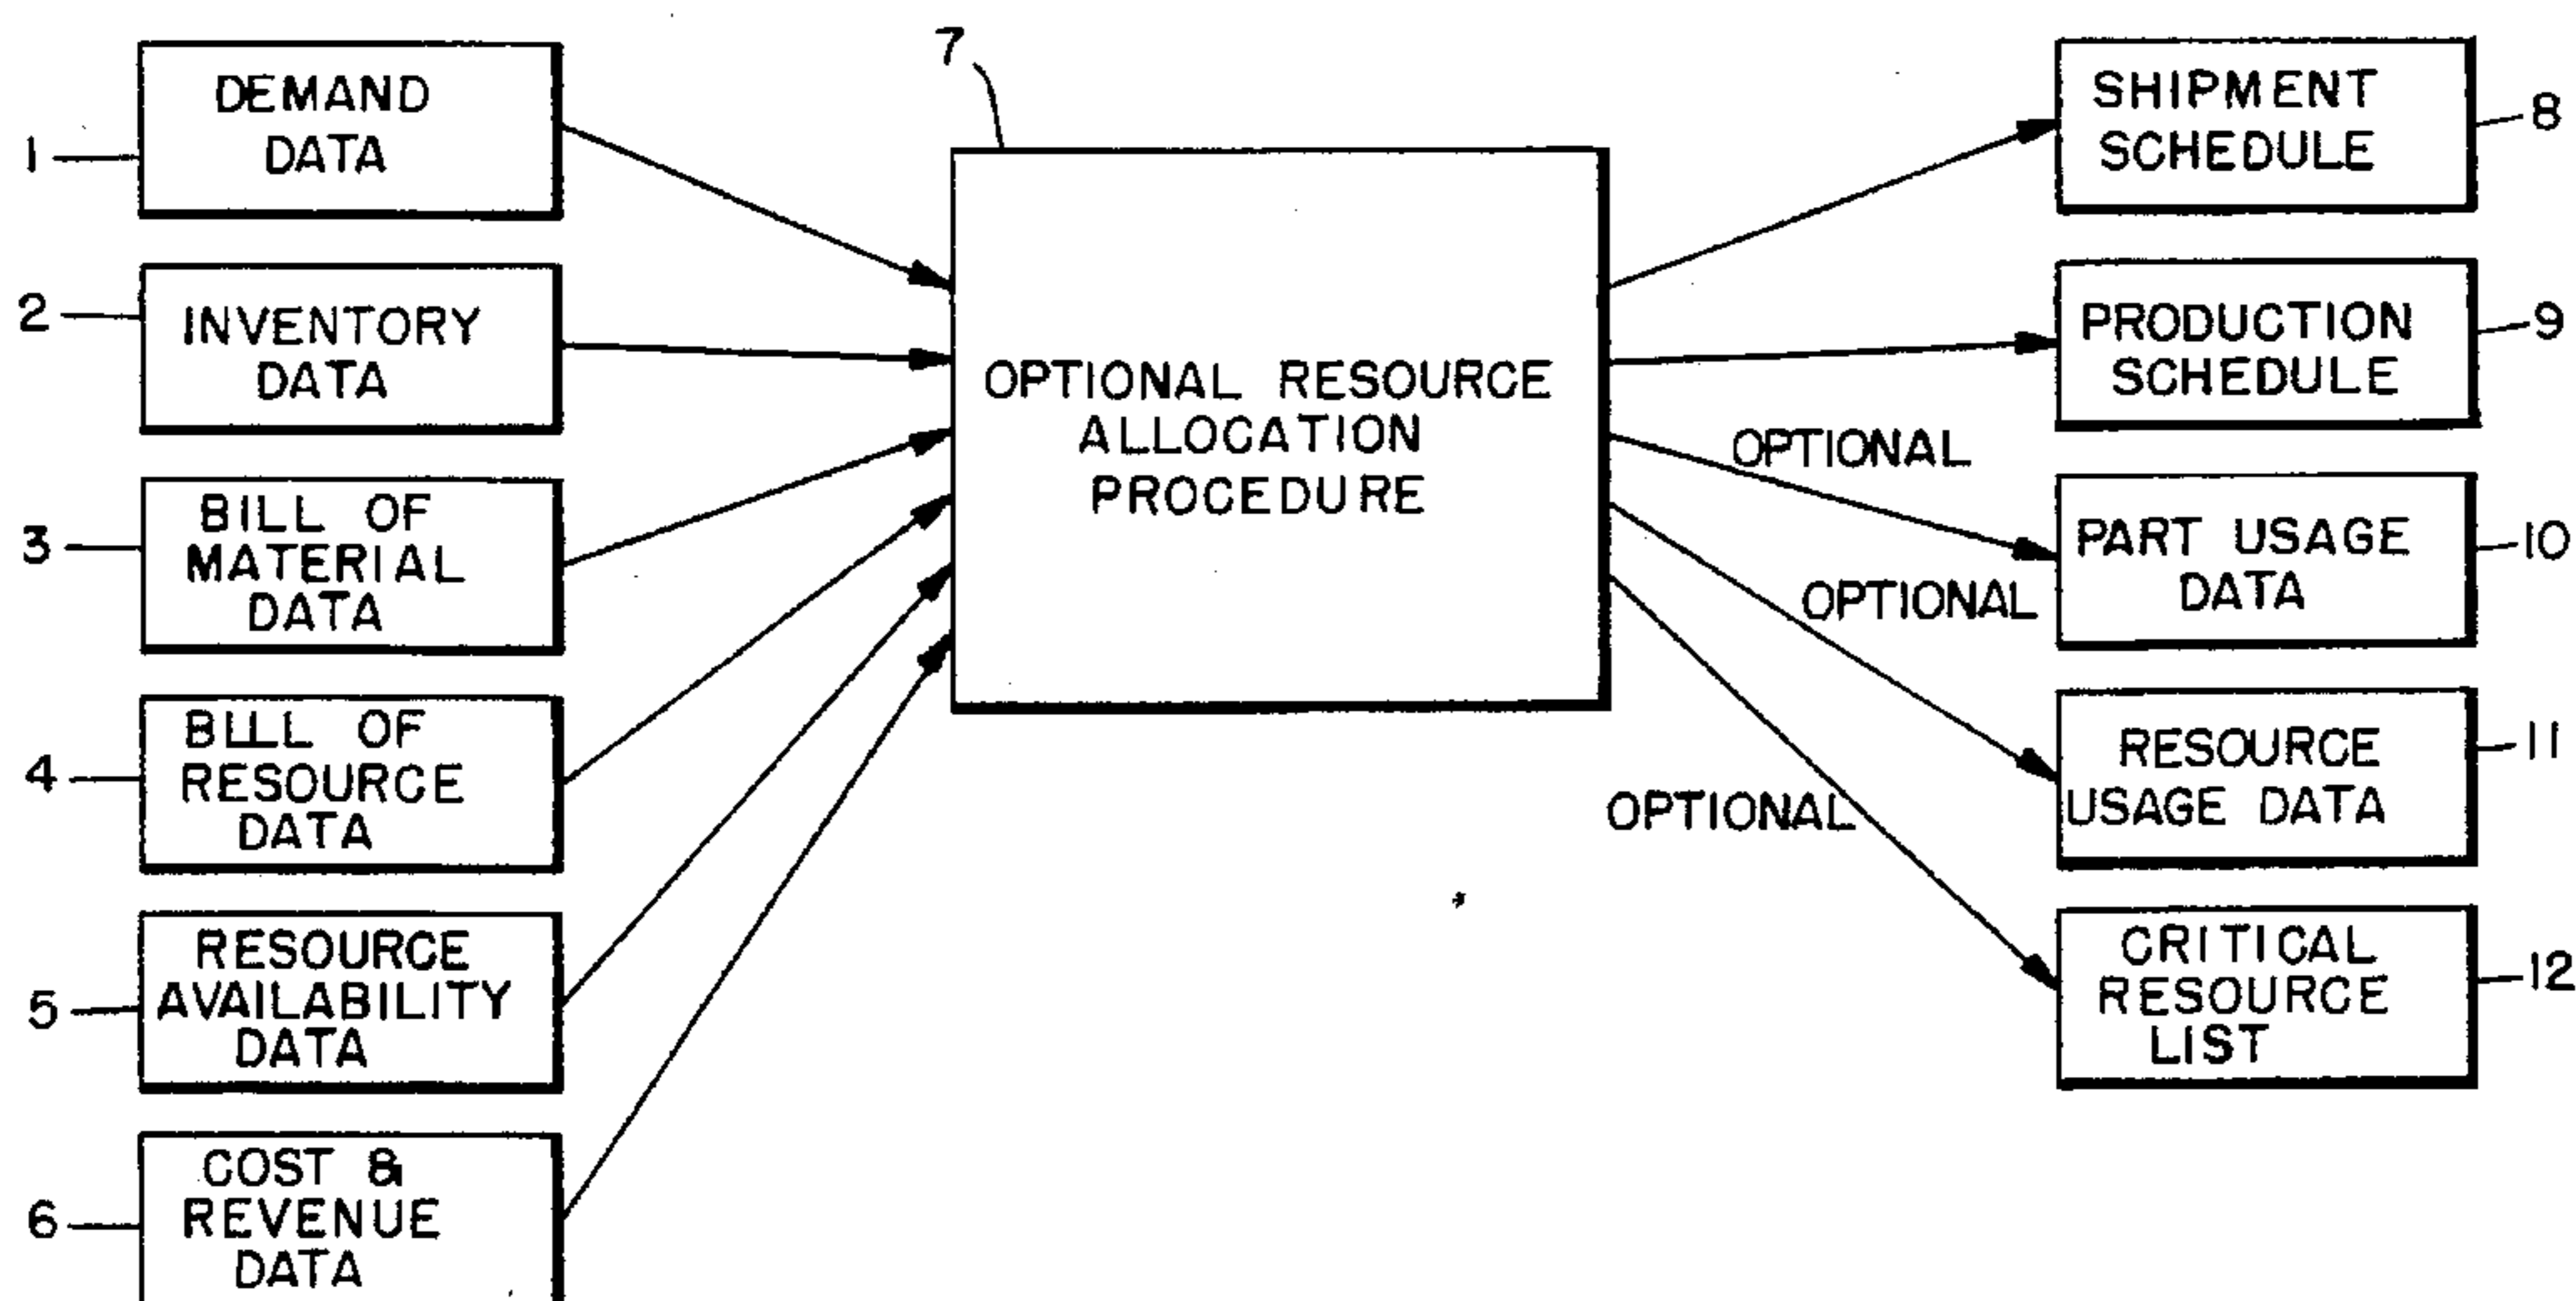 1
DEMAND
DATA
2
INVENTORY
DATA
3
BILL OF
MATERIAL
DATA
4
BILL OF
RESOURCE
DATA
5
RESOURCE
AVAILABILITY
DATA
6
COST &
REVENUE
DATA
7
OPTIONAL RESOURCE
ALLOCATION
PROCEDURE
OPTIONAL
OPTIONAL
OPTIONAL
SHIPMENT
SCHEDULE
8
PRODUCTION
SCHEDULE
9
PART USAGE
DATA
10
RESOURCE
USAGE DATA
11
CRITICAL
RESOURCE
LIST
12